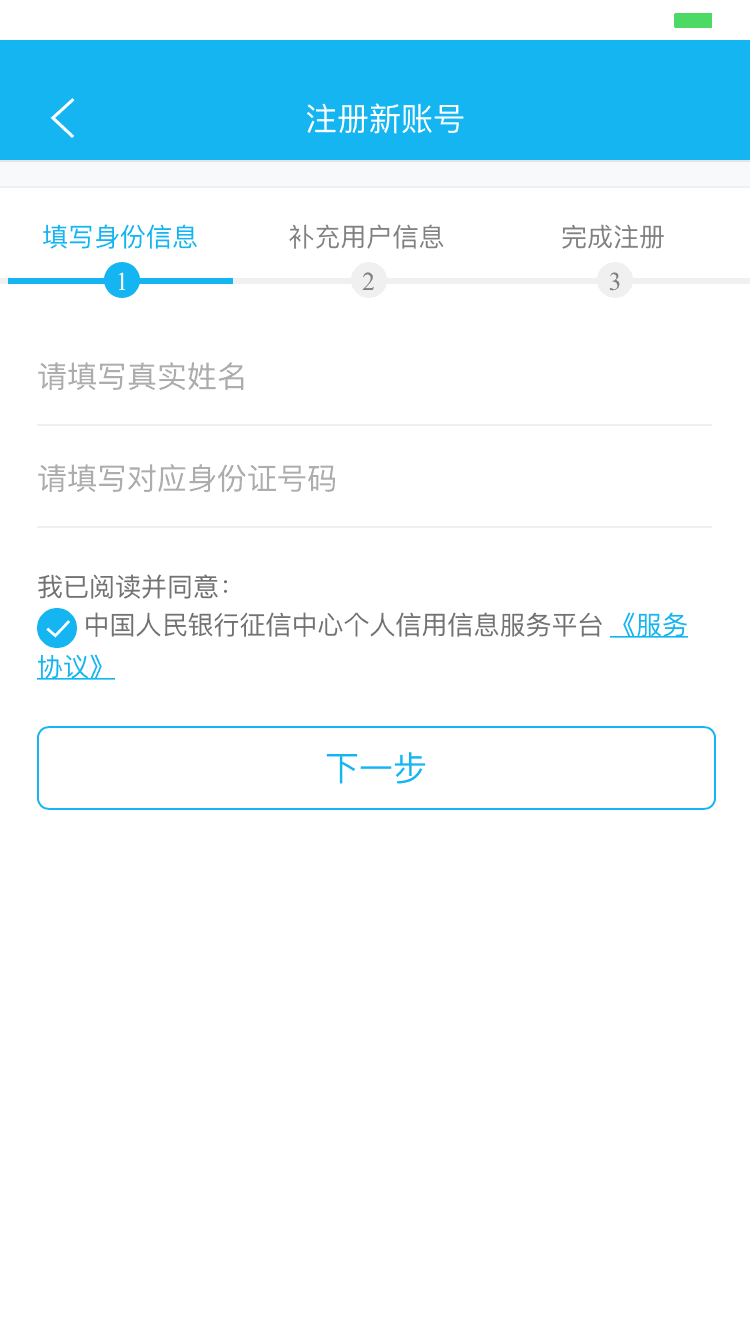 注册新账号
填写身份信息 补充用户信息 完成注册
1 2 3
请填写真实姓名
请填写对应身份证号码
我已阅读并同意:
中国人民银行征信中心个人信用信息服务平台《服务
协议》
下一步